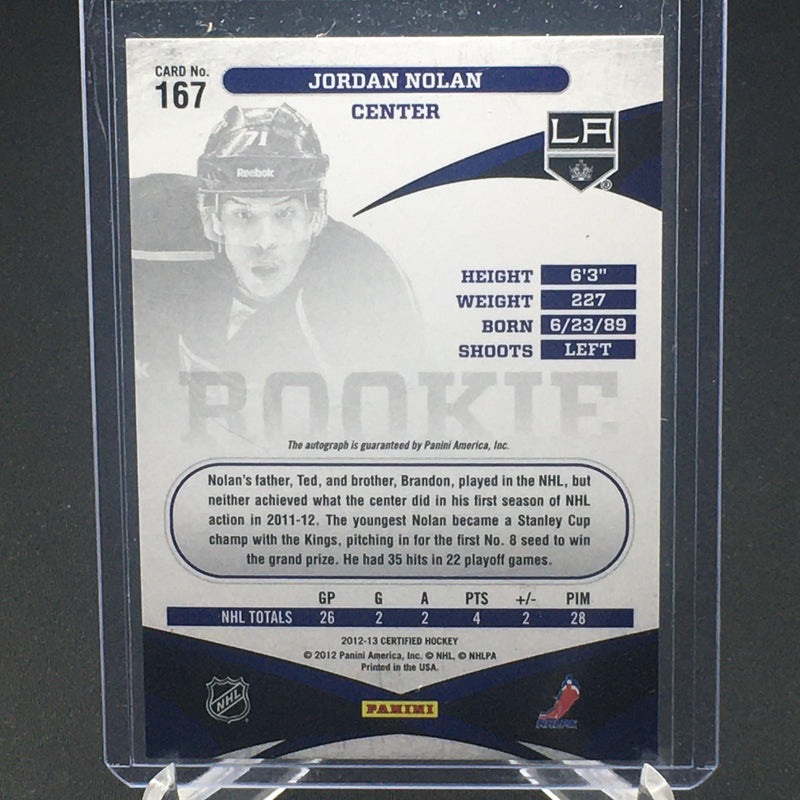 CARD No.
167
JORDAN NOLAN
CENTER
LA
71
Reebok
HEIGHT 6'3"
WEIGHT 227
BORN 6/23/89
SHOOTS LEFT
ROOKIE
The autograph is guaranteed by Panini America, Inc.
Nolan's father, Ted, and brother, Brandon, played in the NHL, but
neither achieved what the center did in his first season of NHL
action in 2011-12. The youngest Nolan became a Stanley Cup
champ with the Kings, pitching in for the first No. 8 seed to win
the grand prize. He had 35 hits in 22 playoff games.
GP G A PTS +/- PIM
NHL TOTALS 26 2 2 4 2 28
2012-13 CERTIFIED HOCKEY
© 2012 Panini America, Inc. © NHL, © NHLPA
Printed in the USA.
NHL
PANINI
NHLPA